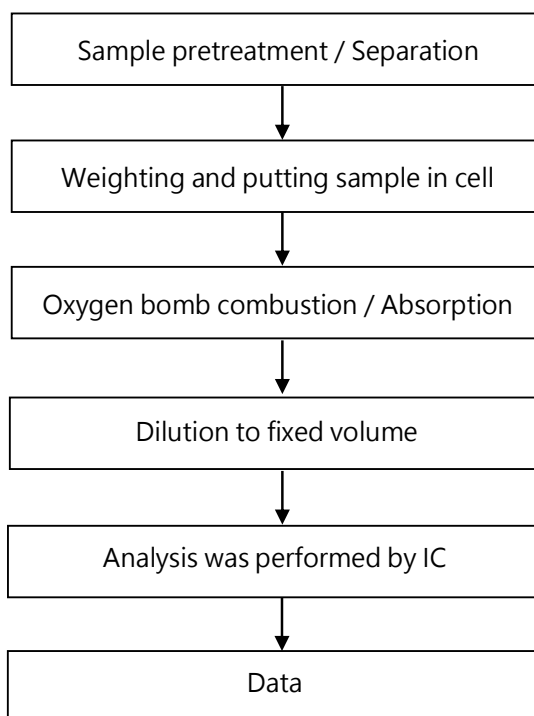 Sample pretreatment / Separation
Weighting and putting sample in cell
Oxygen bomb combustion / Absorption
Dilution to fixed volume
Analysis was performed by IC
Data